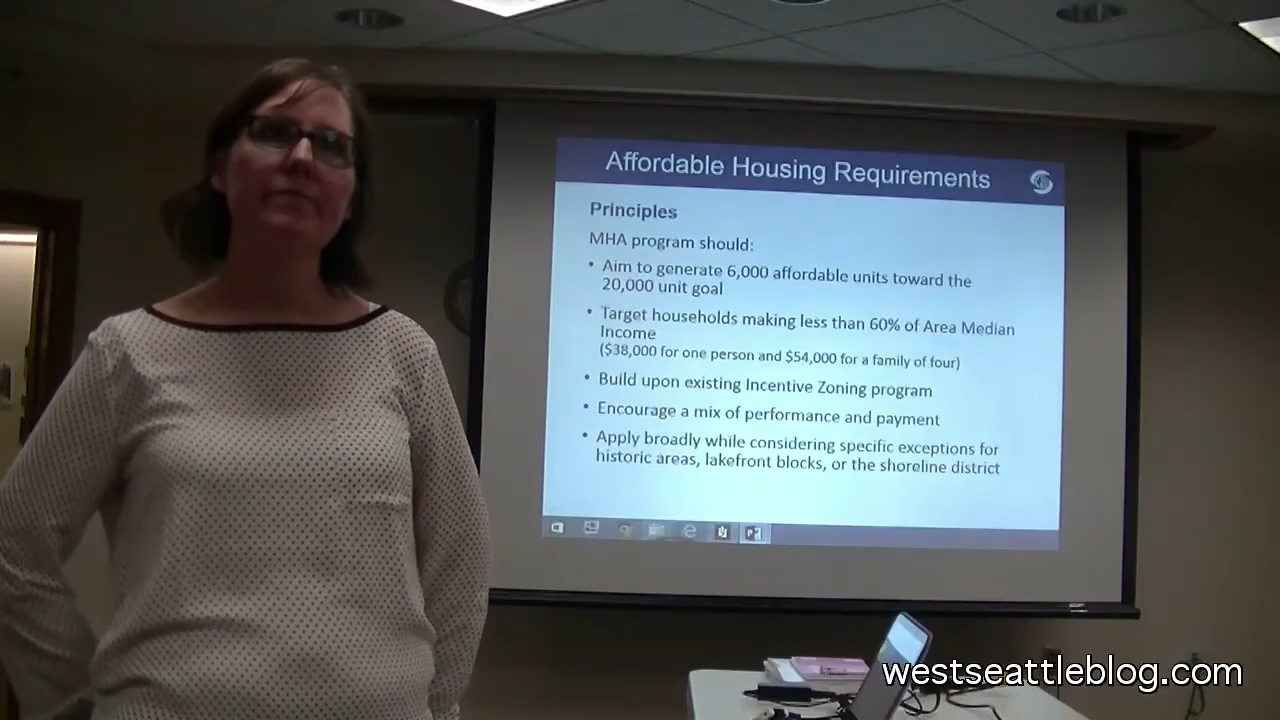 Affordable Housing Requirements
Principles
MHA program should:
• Aim to generate 6,000 affordable units toward the
20,000 unit goal
• Target households making less than 60% of Area Median
Income
($38,000 for one person and $54,000 for a family of four)
• Build upon existing Incentive Zoning program
• Encourage a mix of performance and payment
• Apply broadly while considering specific exceptions for
historic areas, lakefront blocks, or the shoreline district
westseattleblog.com